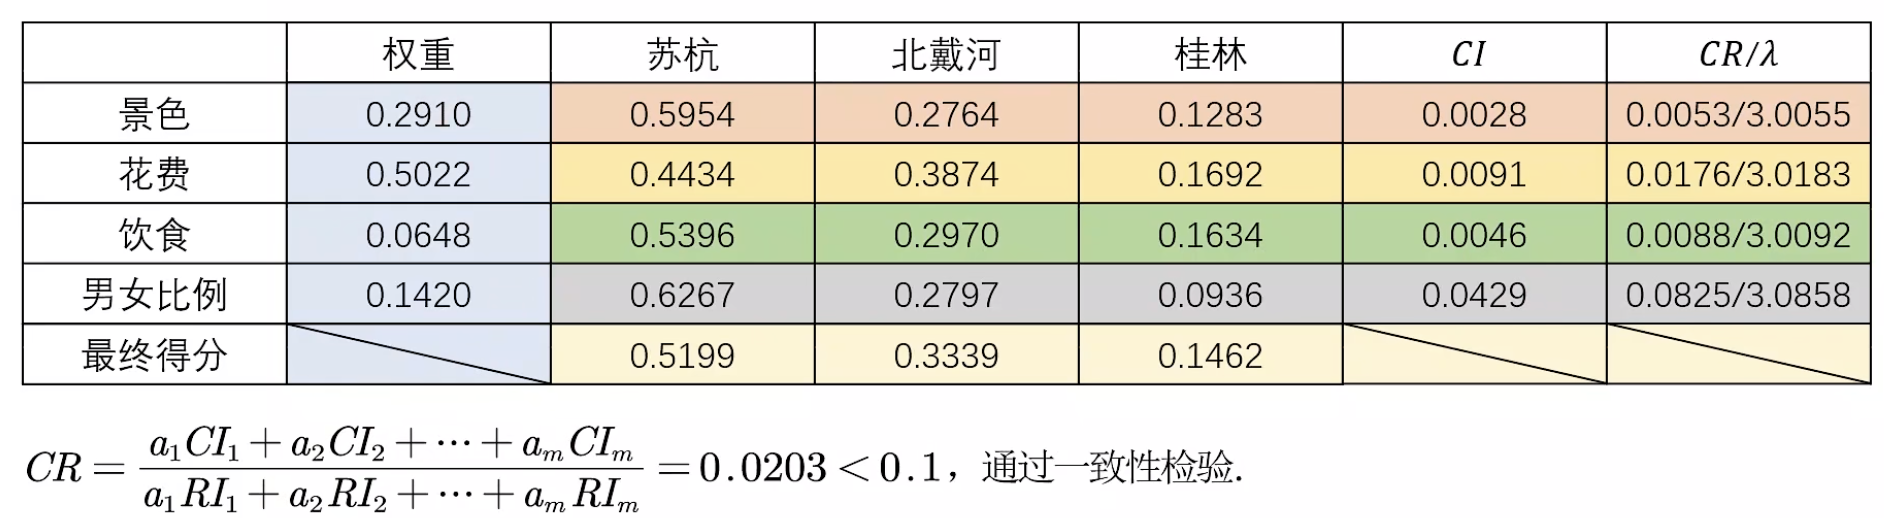 权重 苏杭 北戴河 桂林 CI CR/λ
景色 0.2910 0.5954 0.2764 0.1283 0.0028 0.0053/3.0055
花费 0.5022 0.4434 0.3874 0.1692 0.0091 0.0176/3.0183
饮食 0.0648 0.5396 0.2970 0.1634 0.0046 0.0088/3.0092
男女比例 0.1420 0.6267 0.2797 0.0936 0.0429 0.0825/3.0858
最终得分 0.5199 0.3339 0.1462
CR = \frac{a_1CI_1 + a_2CI_2 + ⋯ + a_mCI_m}{a_1RI_1 + a_2RI_2 + ⋯ + a_mRI_m} = 0.0203 < 0.1，通过一致性检验.